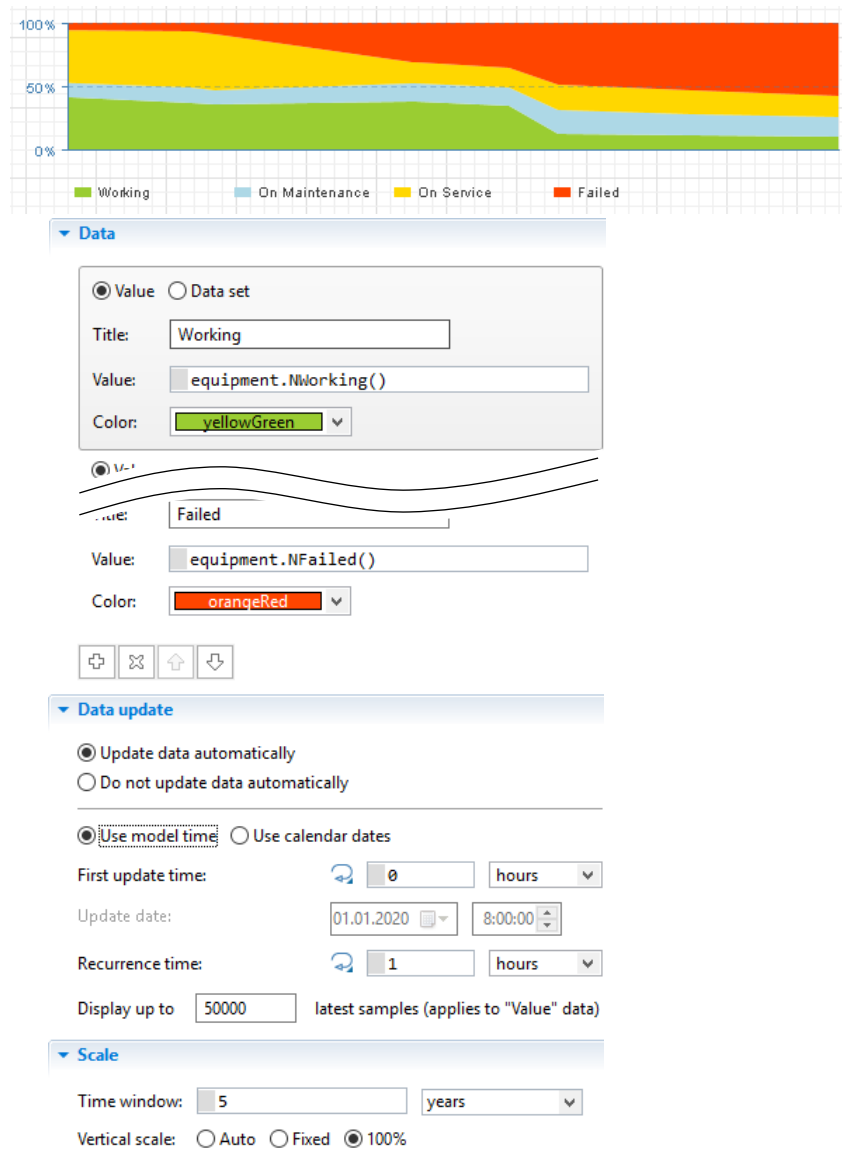 100%
50%
0%
Working On Maintenance On Service Failed
Data
Value Data set
Title: Working
Value: equipment.NWorking()
Color: yellowGreen
Failed
Value: equipment.NFailed()
Color: orangeRed
Data update
Update data automatically
Do not update data automatically
Use model time Use calendar dates
First update time: 0 hours
Update date: 01.01.2020 8:00:00
Recurrence time: 1 hours
Display up to 50000 latest samples (applies to "Value" data)
Scale
Time window: 5 years
Vertical scale: Auto Fixed 100%